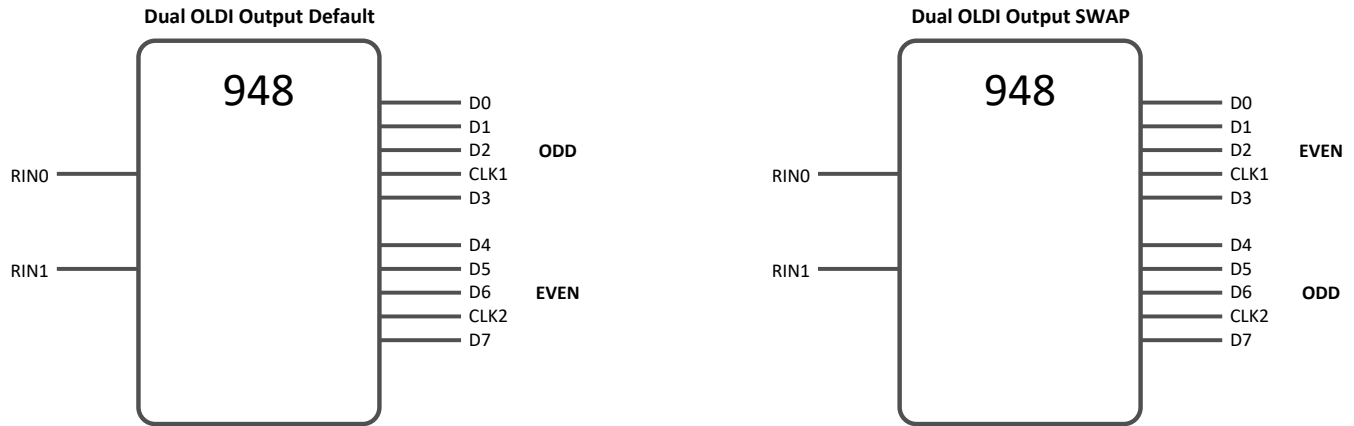 Dual OLDI Output Default
948
RIN0
RIN1
D0
D1
D2
CLK1
D3
ODD
D4
D5
D6
CLK2
D7
EVEN
Dual OLDI Output SWAP
948
RIN0
RIN1
D0
D1
D2
CLK1
D3
EVEN
D4
D5
D6
CLK2
D7
ODD